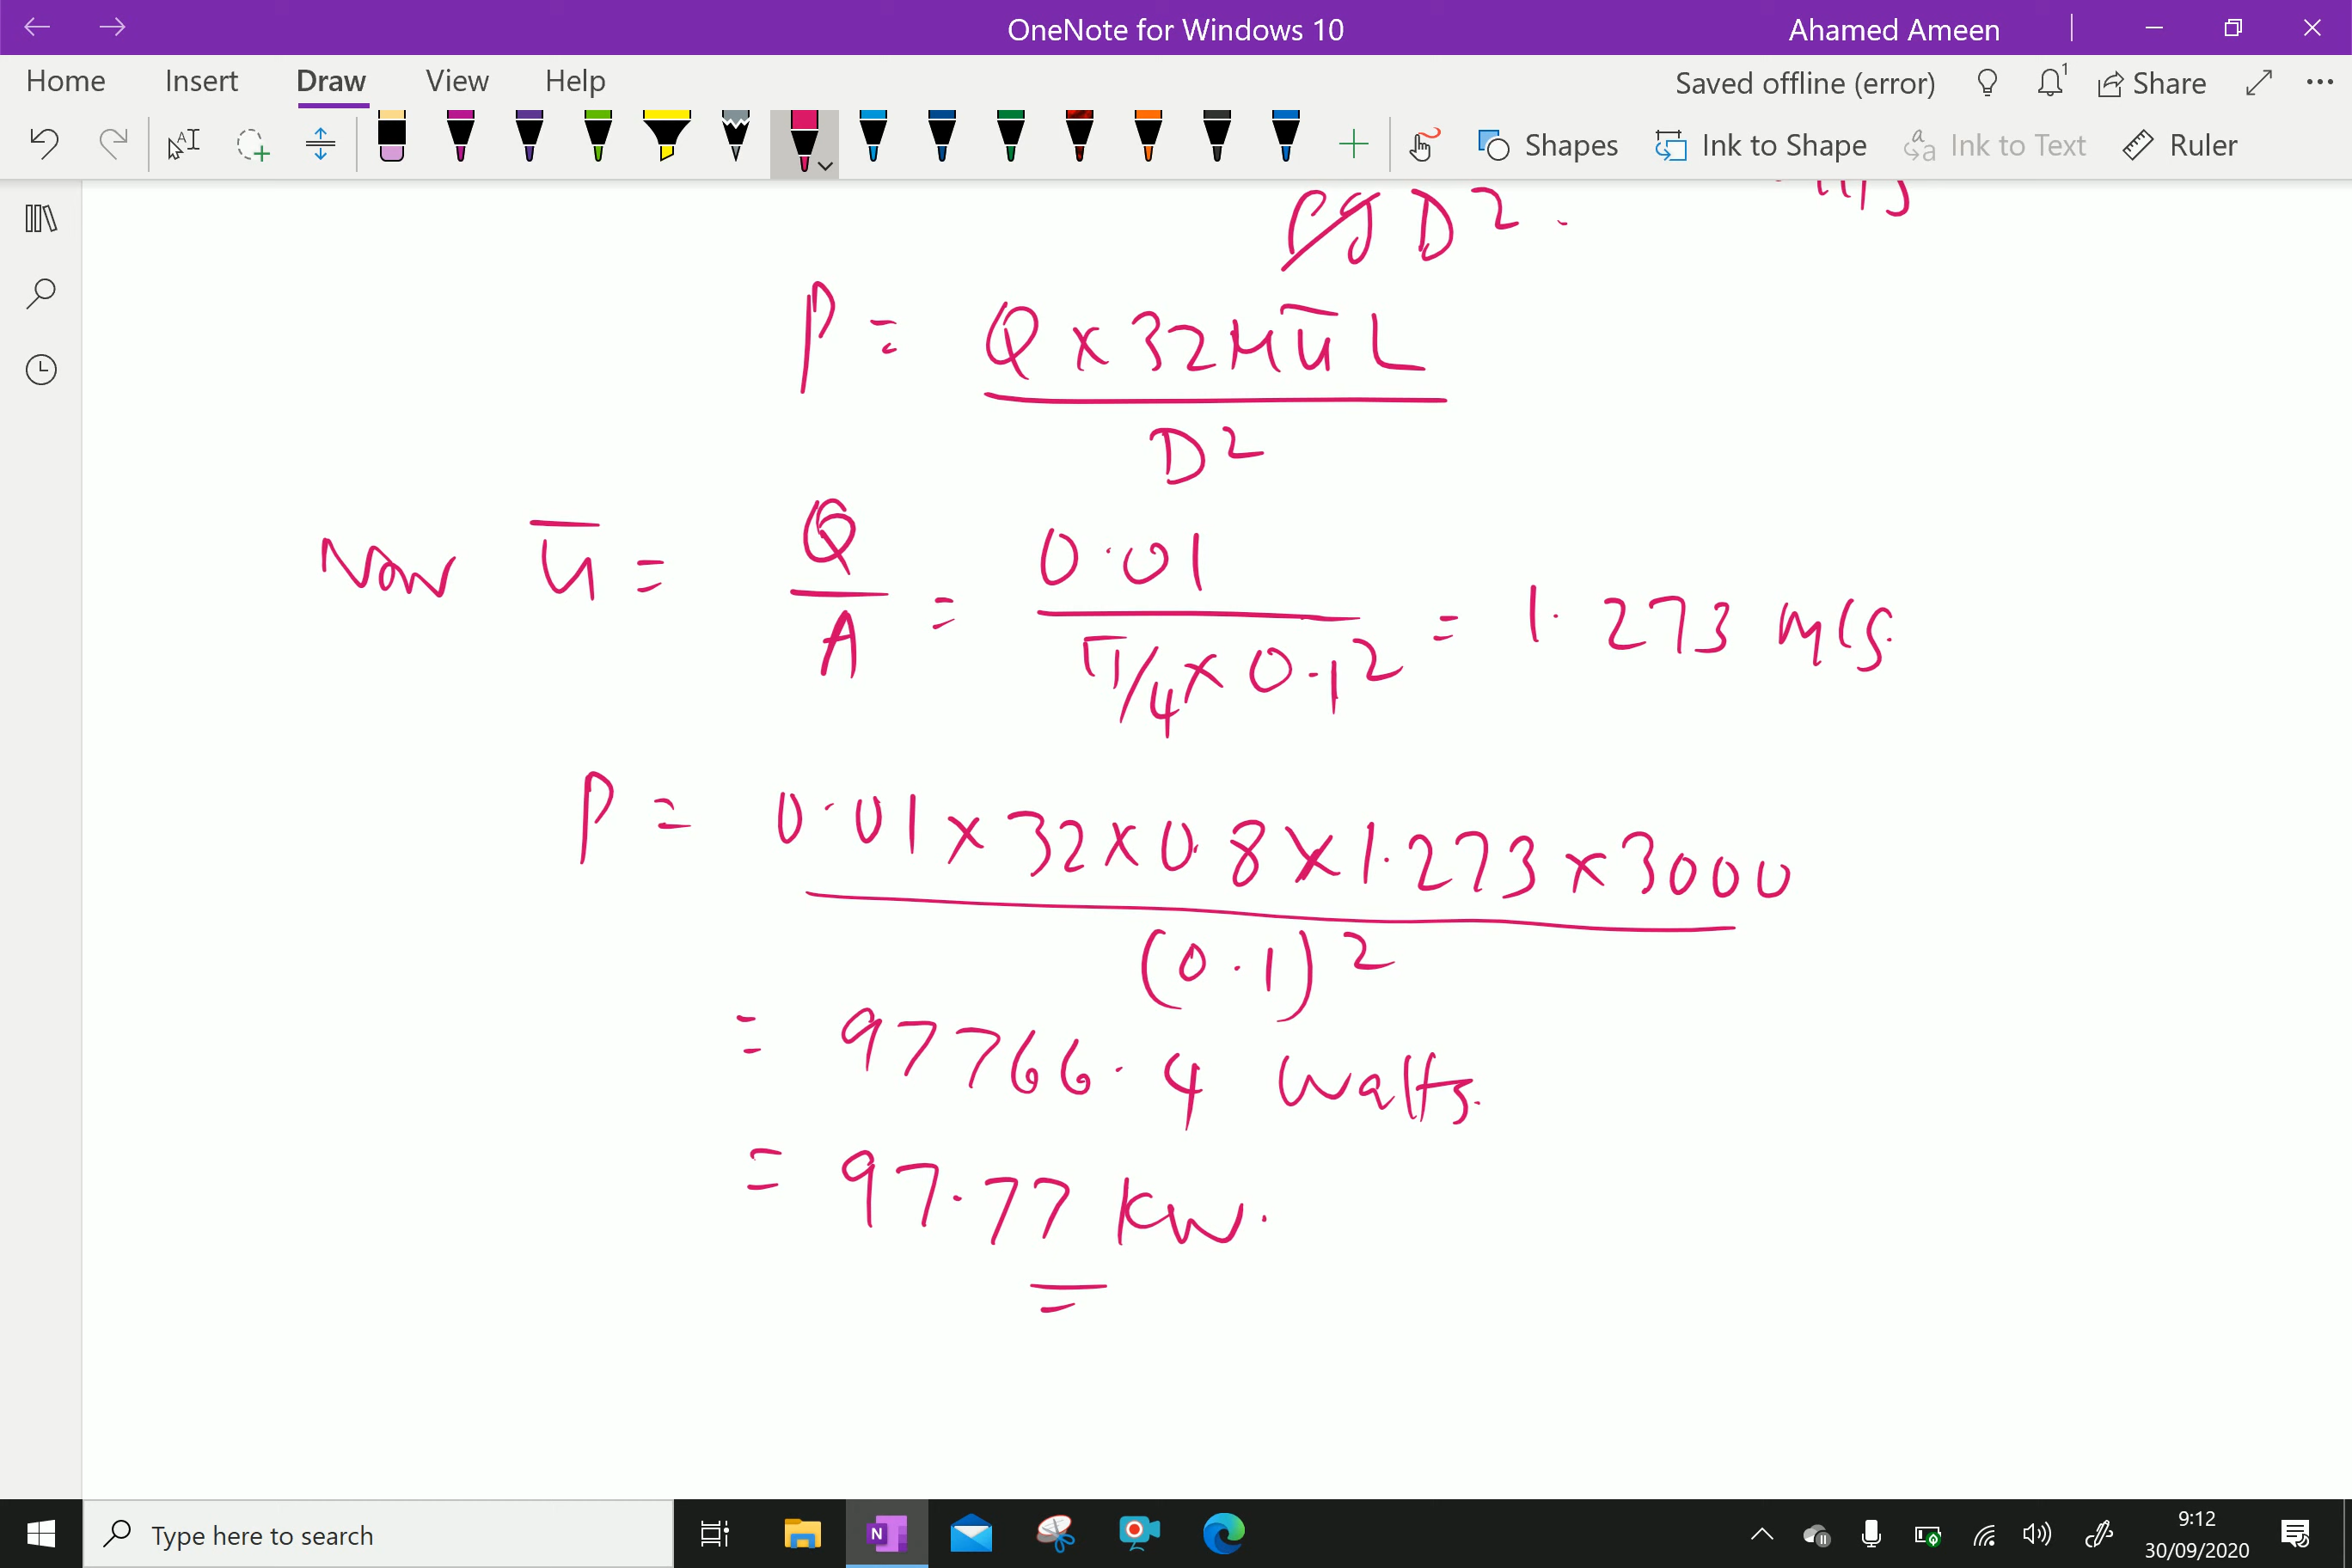 OneNote for Windows 10 Ahamed Ameen
Home Insert Draw View Help Saved offline (error) 1 Share
Shapes Ink to Shape Ink to Text Ruler
ρg D² .
P = Q × 32 μ ū L
D²
Now ū = Q / A = 0.01 / π/4 × 0.1² = 1.273 m/s.
P = 0.01 × 32 × 0.8 × 1.273 × 3000
(0.1)²
= 97766.4 watts.
= 97.77 kw.
Type here to search
9:12
30/09/2020